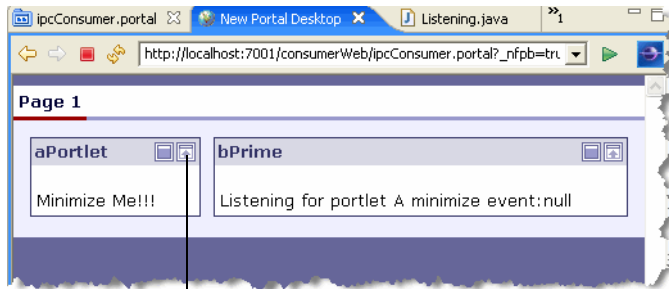 ipcConsumer.portal New Portal Desktop Listening.java »1
http://localhost:7001/consumerWeb/ipcConsumer.portal?_nfpb=tru
Page 1
aPortlet bPrime
Minimize Me!!! Listening for portlet A minimize event:null